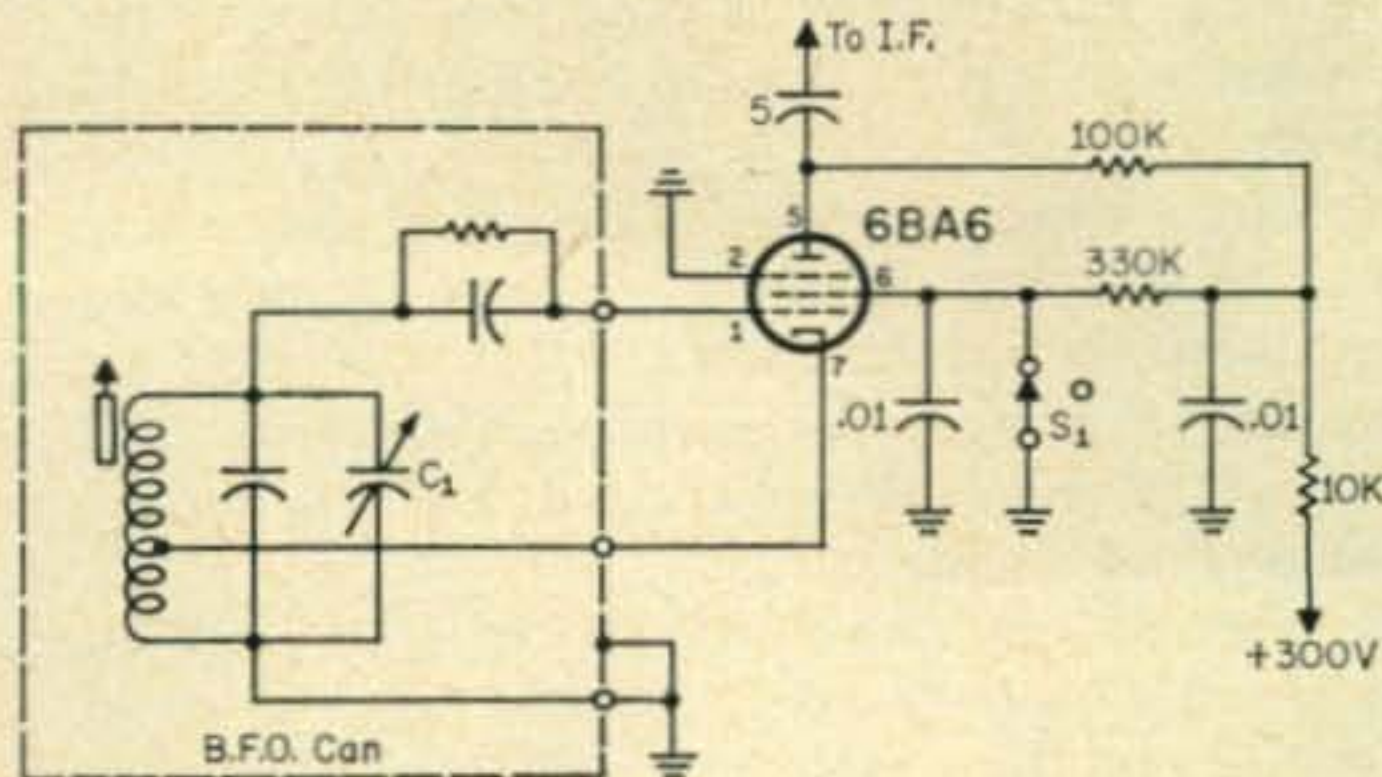 To I.F.
5
100K
5
6BA6
2
6
330K
1
7
.01
S1
.01
C1
10K
+300V
B.F.O. Can